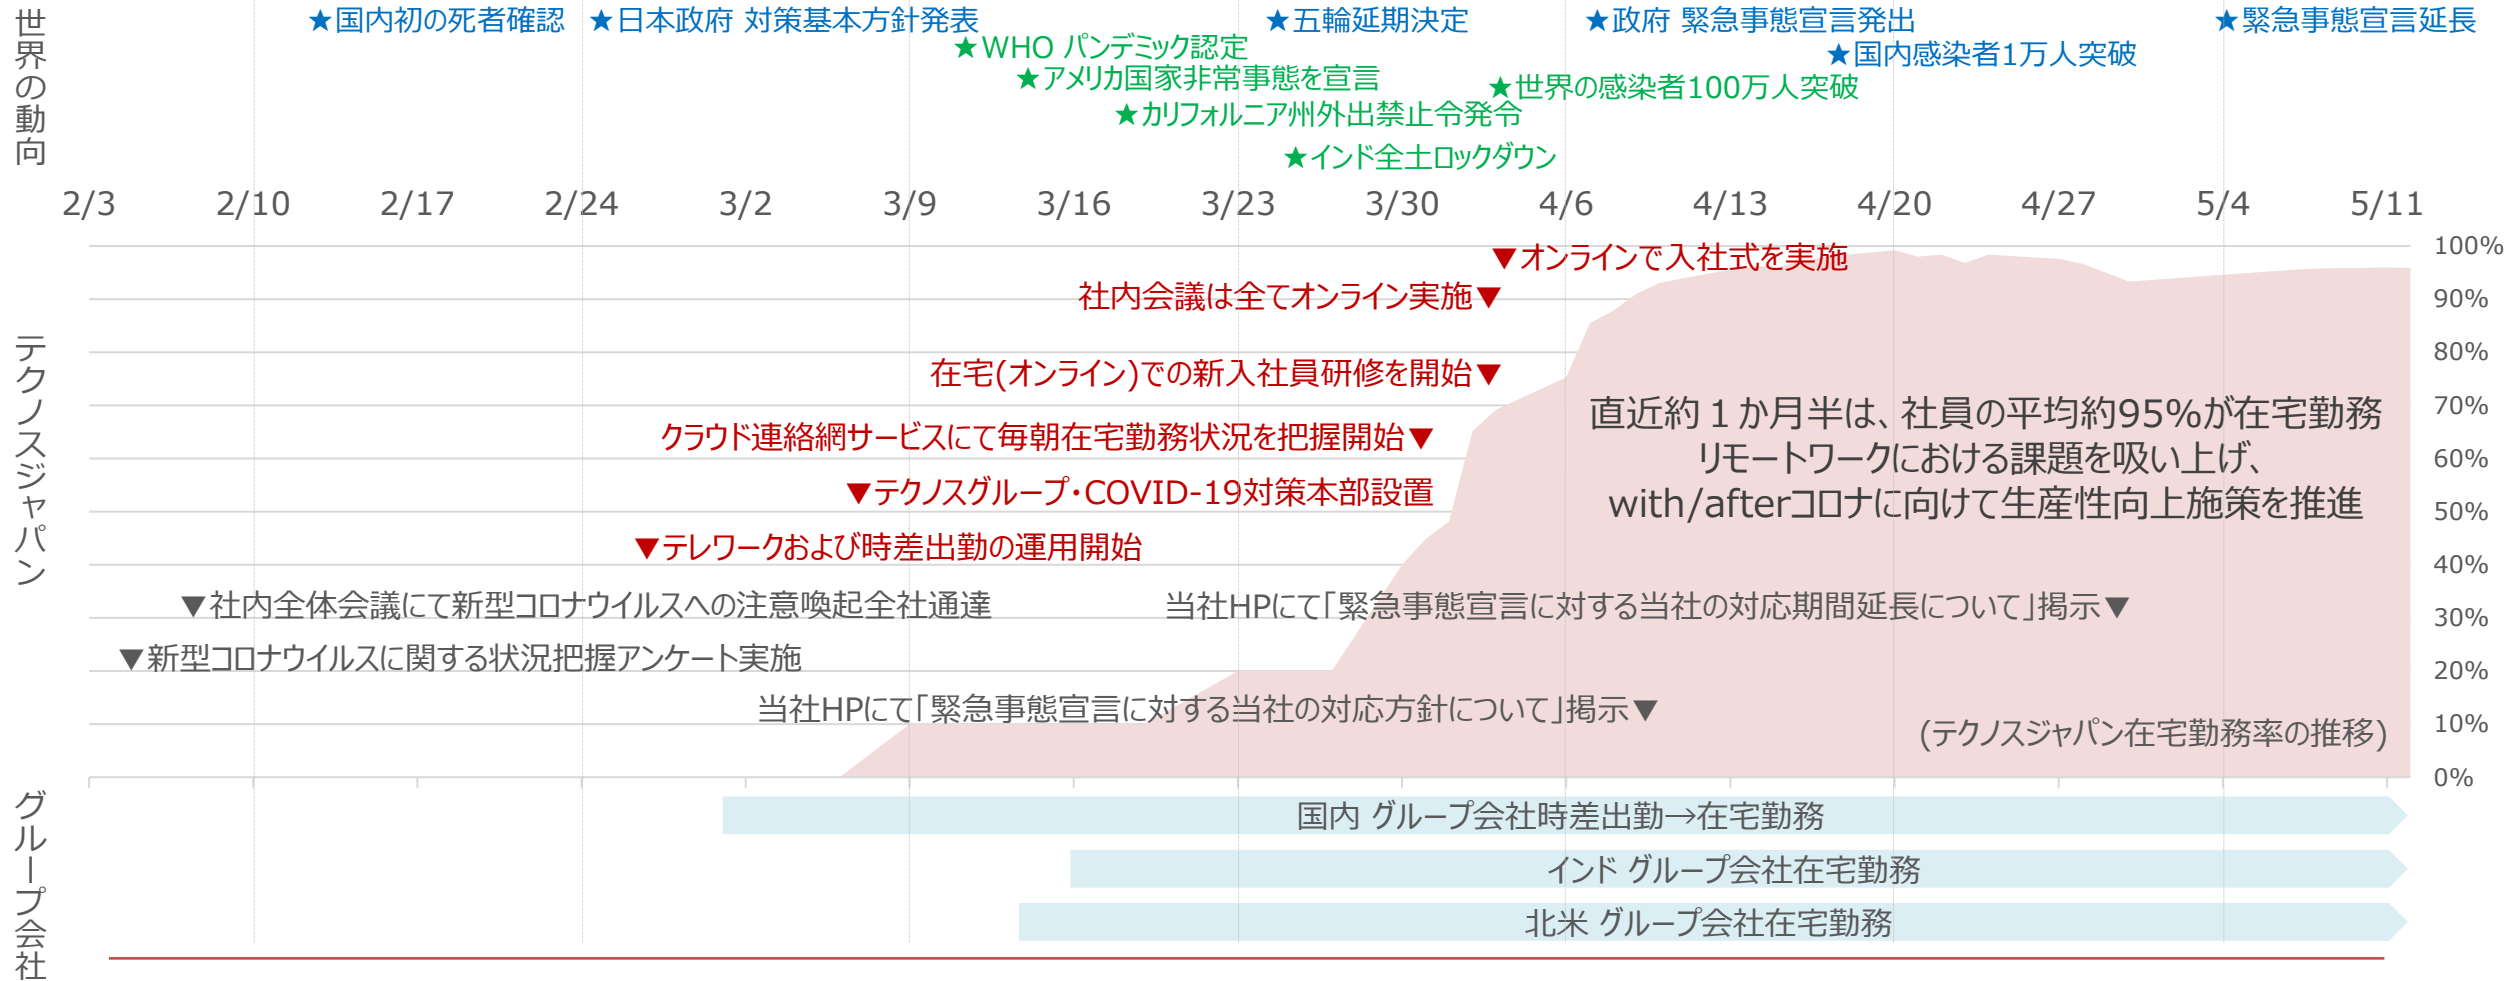 世界の動向
★国内初の死者確認
★日本政府 対策基本方針発表
★五輪延期決定
★政府 緊急事態宣言発出
★緊急事態宣言延長
★WHO パンデミック認定
★国内感染者1万人突破
★アメリカ国家非常事態を宣言
★世界の感染者100万人突破
★カリフォルニア州外出禁止令発令
★インド全土ロックダウン
2/3 2/10 2/17 2/24 3/2 3/9 3/16 3/23 3/30 4/6 4/13 4/20 4/27 5/4 5/11
テクノスジャパン
100%
▼オンラインで入社式を実施
社内会議は全てオンライン実施▼
90%
80%
在宅(オンライン)での新入社員研修を開始▼
70%
直近約１か月半は、社員の平均約95%が在宅勤務
クラウド連絡網サービスにて毎朝在宅勤務状況を把握開始▼
リモートワークにおける課題を吸い上げ、
60%
▼テクノスグループ・COVID-19対策本部設置
with/afterコロナに向けて生産性向上施策を推進
50%
▼テレワークおよび時差出勤の運用開始
40%
▼社内全体会議にて新型コロナウイルスへの注意喚起全社通達
当社HPにて「緊急事態宣言に対する当社の対応期間延長について」掲示▼
30%
▼新型コロナウイルスに関する状況把握アンケート実施
20%
当社HPにて「緊急事態宣言に対する当社の対応方針について」掲示▼
10%
(テクノスジャパン在宅勤務率の推移)
0%
グループ会社
国内 グループ会社時差出勤→在宅勤務
インド グループ会社在宅勤務
北米 グループ会社在宅勤務